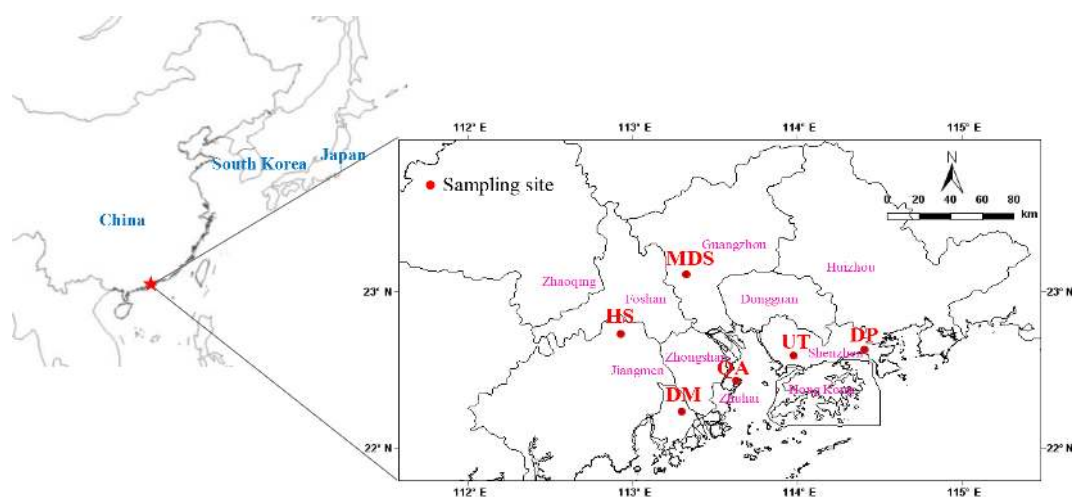 112° E 113° E 114° E 115° E
South Korea Japan
China
Sampling site
N
0 20 40 60 80
km
Guangzhou
MDS
Huizhou
Zhaoqing
Foshan
Dongguan
23° N 23° N
HS
UT
DP
Zhongshan
Shenzhen
Jiangmen
QA
Zhuhai
Hong Kong
DM
22° N 22° N
112° E 113° E 114° E 115° E